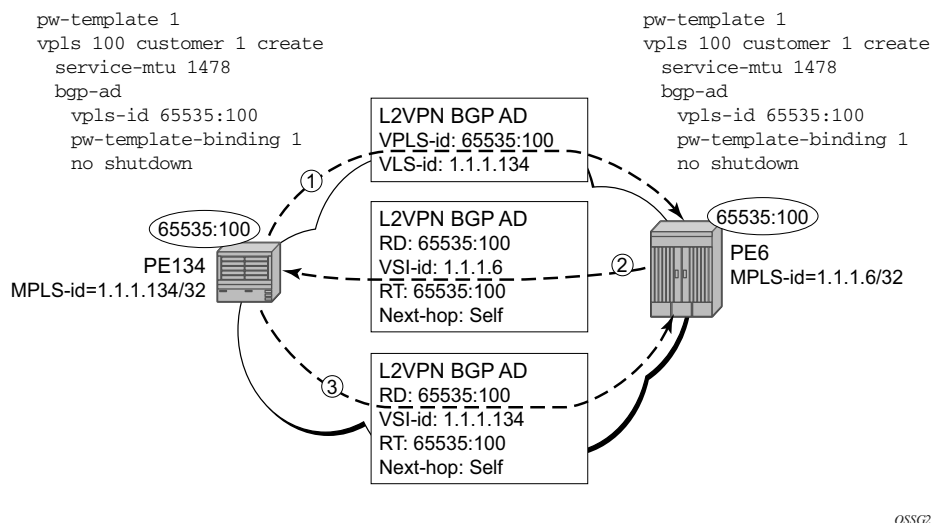 pw-template 1
vpls 100 customer 1 create
service-mtu 1478
bgp-ad
vpls-id 65535:100
pw-template-binding 1
no shutdown
pw-template 1
vpls 100 customer 1 create
service-mtu 1478
bgp-ad
vpls-id 65535:100
pw-template-binding 1
no shutdown
L2VPN BGP AD
VPLS-id: 65535:100
VLS-id: 1.1.1.134
1
65535:100
PE134
MPLS-id=1.1.1.134/32
L2VPN BGP AD
RD: 65535:100
VSI-id: 1.1.1.6
RT: 65535:100
Next-hop: Self
2
65535:100
PE6
MPLS-id=1.1.1.6/32
3
L2VPN BGP AD
RD: 65535:100
VSI-id: 1.1.1.134
RT: 65535:100
Next-hop: Self
OSSG2